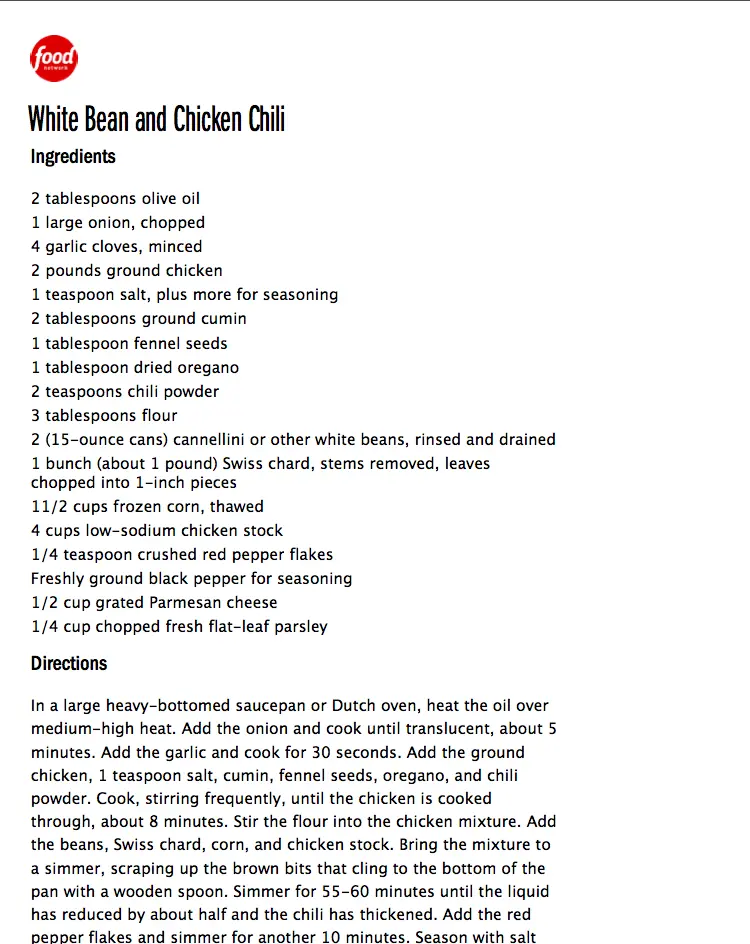 food
network
White Bean and Chicken Chili
Ingredients
2 tablespoons olive oil
1 large onion, chopped
4 garlic cloves, minced
2 pounds ground chicken
1 teaspoon salt, plus more for seasoning
2 tablespoons ground cumin
1 tablespoon fennel seeds
1 tablespoon dried oregano
2 teaspoons chili powder
3 tablespoons flour
2 (15-ounce cans) cannellini or other white beans, rinsed and drained
1 bunch (about 1 pound) Swiss chard, stems removed, leaves
chopped into 1-inch pieces
11/2 cups frozen corn, thawed
4 cups low-sodium chicken stock
1/4 teaspoon crushed red pepper flakes
Freshly ground black pepper for seasoning
1/2 cup grated Parmesan cheese
1/4 cup chopped fresh flat-leaf parsley
Directions
In a large heavy-bottomed saucepan or Dutch oven, heat the oil over
medium-high heat. Add the onion and cook until translucent, about 5
minutes. Add the garlic and cook for 30 seconds. Add the ground
chicken, 1 teaspoon salt, cumin, fennel seeds, oregano, and chili
powder. Cook, stirring frequently, until the chicken is cooked
through, about 8 minutes. Stir the flour into the chicken mixture. Add
the beans, Swiss chard, corn, and chicken stock. Bring the mixture to
a simmer, scraping up the brown bits that cling to the bottom of the
pan with a wooden spoon. Simmer for 55-60 minutes until the liquid
has reduced by about half and the chili has thickened. Add the red
pepper flakes and simmer for another 10 minutes. Season with salt